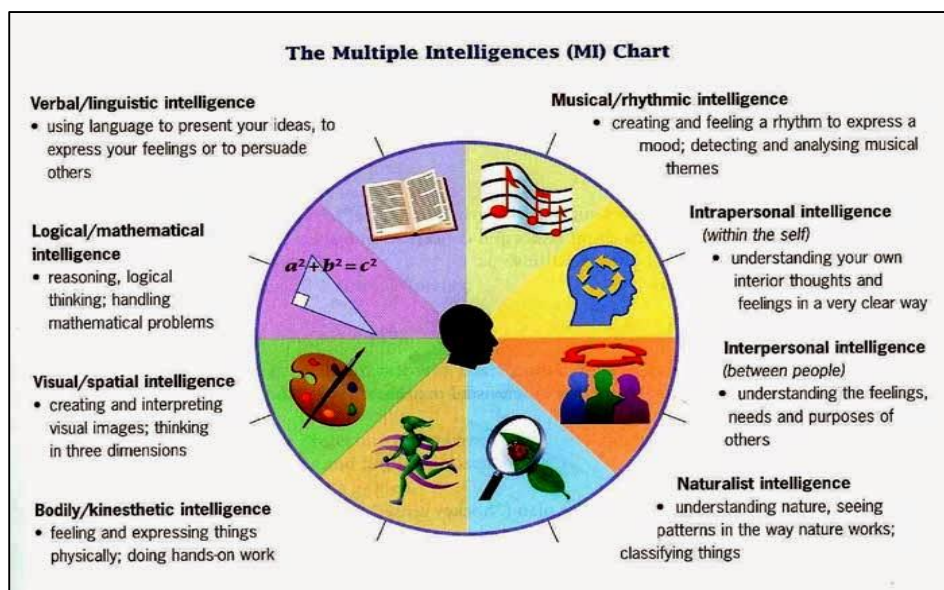 The Multiple Intelligences (MI) Chart
Verbal/linguistic intelligence
• using language to present your ideas, to
express your feelings or to persuade
others
Logical/mathematical
intelligence
• reasoning, logical
thinking; handling
mathematical problems
Visual/spatial intelligence
• creating and interpreting
visual images; thinking
in three dimensions
Bodily/kinesthetic intelligence
• feeling and expressing things
physically; doing hands-on work
a² + b² = c²
Musical/rhythmic intelligence
• creating and feeling a rhythm to express a
mood; detecting and analysing musical
themes
Intrapersonal intelligence
(within the self)
• understanding your own
interior thoughts and
feelings in a very clear way
Interpersonal intelligence
(between people)
• understanding the feelings,
needs and purposes of
others
Naturalist intelligence
• understanding nature, seeing
patterns in the way nature works;
classifying things